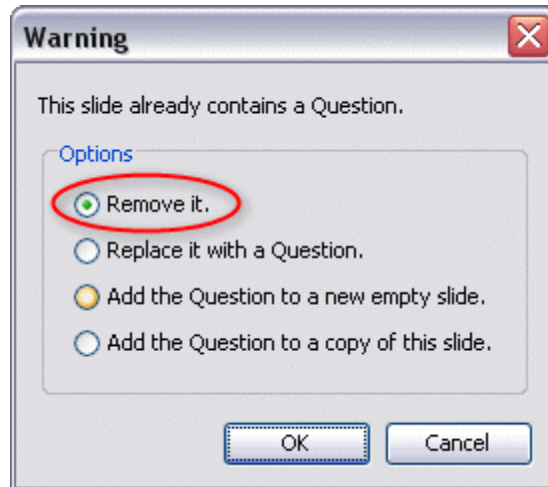 Warning
This slide already contains a Question.
Options
Remove it.
Replace it with a Question.
Add the Question to a new empty slide.
Add the Question to a copy of this slide.
OK
Cancel